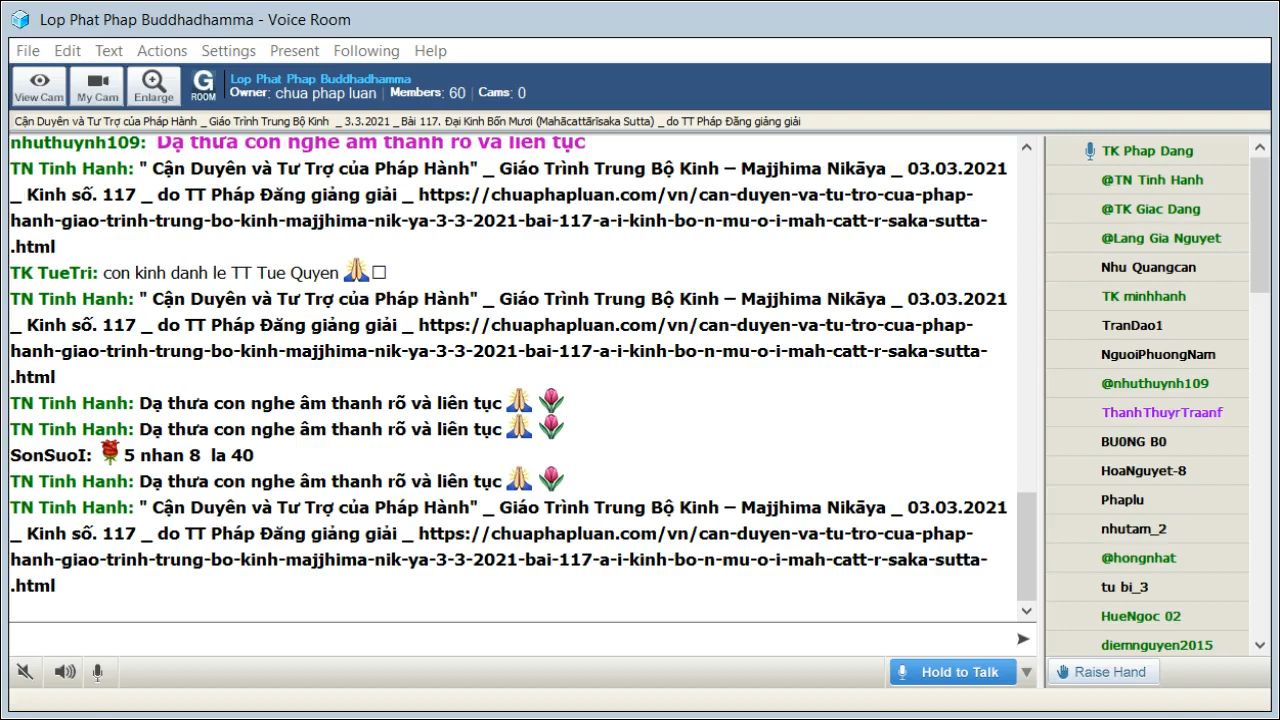 Lop Phat Phap Buddhadhamma - Voice Room
File Edit Text Actions Settings Present Following Help
View Cam My Cam Enlarge G ROOM
Lop Phat Phap Buddhadhamma
Owner: chua phap luan Members: 60 Cams: 0
Cận Duyên và Tư Trợ của Pháp Hành _ Giáo Trình Trung Bộ Kinh _ 3.3.2021 _ Bài 117. Đại Kinh Bốn Mươi (Mahācattārīsaka Sutta) _ do TT Pháp Đăng giảng giải
nhuthuynh109: Dạ thưa con nghe âm thanh rõ và liên tục
TN Tinh Hanh: " Cận Duyên và Tư Trợ của Pháp Hành" _ Giáo Trình Trung Bộ Kinh – Majjhima Nikāya _ 03.03.2021
_ Kinh số. 117 _ do TT Pháp Đăng giảng giải _ https://chuaphapluan.com/vn/can-duyen-va-tu-tro-cua-phap-
hanh-giao-trinh-trung-bo-kinh-majjhima-nik-ya-3-3-2021-bai-117-a-i-kinh-bo-n-mu-o-i-mah-catt-r-saka-sutta-
.html
TK TueTri: con kinh danh le TT Tue Quyen 🙏□
TN Tinh Hanh: " Cận Duyên và Tư Trợ của Pháp Hành" _ Giáo Trình Trung Bộ Kinh – Majjhima Nikāya _ 03.03.2021
_ Kinh số. 117 _ do TT Pháp Đăng giảng giải _ https://chuaphapluan.com/vn/can-duyen-va-tu-tro-cua-phap-
hanh-giao-trinh-trung-bo-kinh-majjhima-nik-ya-3-3-2021-bai-117-a-i-kinh-bo-n-mu-o-i-mah-catt-r-saka-sutta-
.html
TN Tinh Hanh: Dạ thưa con nghe âm thanh rõ và liên tục 🙏 🌷
TN Tinh Hanh: Dạ thưa con nghe âm thanh rõ và liên tục 🙏 🌷
SonSuoI: 🌹5 nhan 8 la 40
TN Tinh Hanh: Dạ thưa con nghe âm thanh rõ và liên tục 🙏 🌷
TN Tinh Hanh: " Cận Duyên và Tư Trợ của Pháp Hành" _ Giáo Trình Trung Bộ Kinh – Majjhima Nikāya _ 03.03.2021
_ Kinh số. 117 _ do TT Pháp Đăng giảng giải _ https://chuaphapluan.com/vn/can-duyen-va-tu-tro-cua-phap-
hanh-giao-trinh-trung-bo-kinh-majjhima-nik-ya-3-3-2021-bai-117-a-i-kinh-bo-n-mu-o-i-mah-catt-r-saka-sutta-
.html
TK Phap Dang
@TN Tinh Hanh
@TK Giac Dang
@Lang Gia Nguyet
Nhu Quangcan
TK minhhanh
TranDao1
NguoiPhuongNam
@nhuthuynh109
ThanhThuyrTraanf
BU0NG B0
HoaNguyet-8
Phaplu
nhutam_2
@hongnhat
tu bi_3
HueNgoc 02
diemnguyen2015
Hold to Talk
Raise Hand